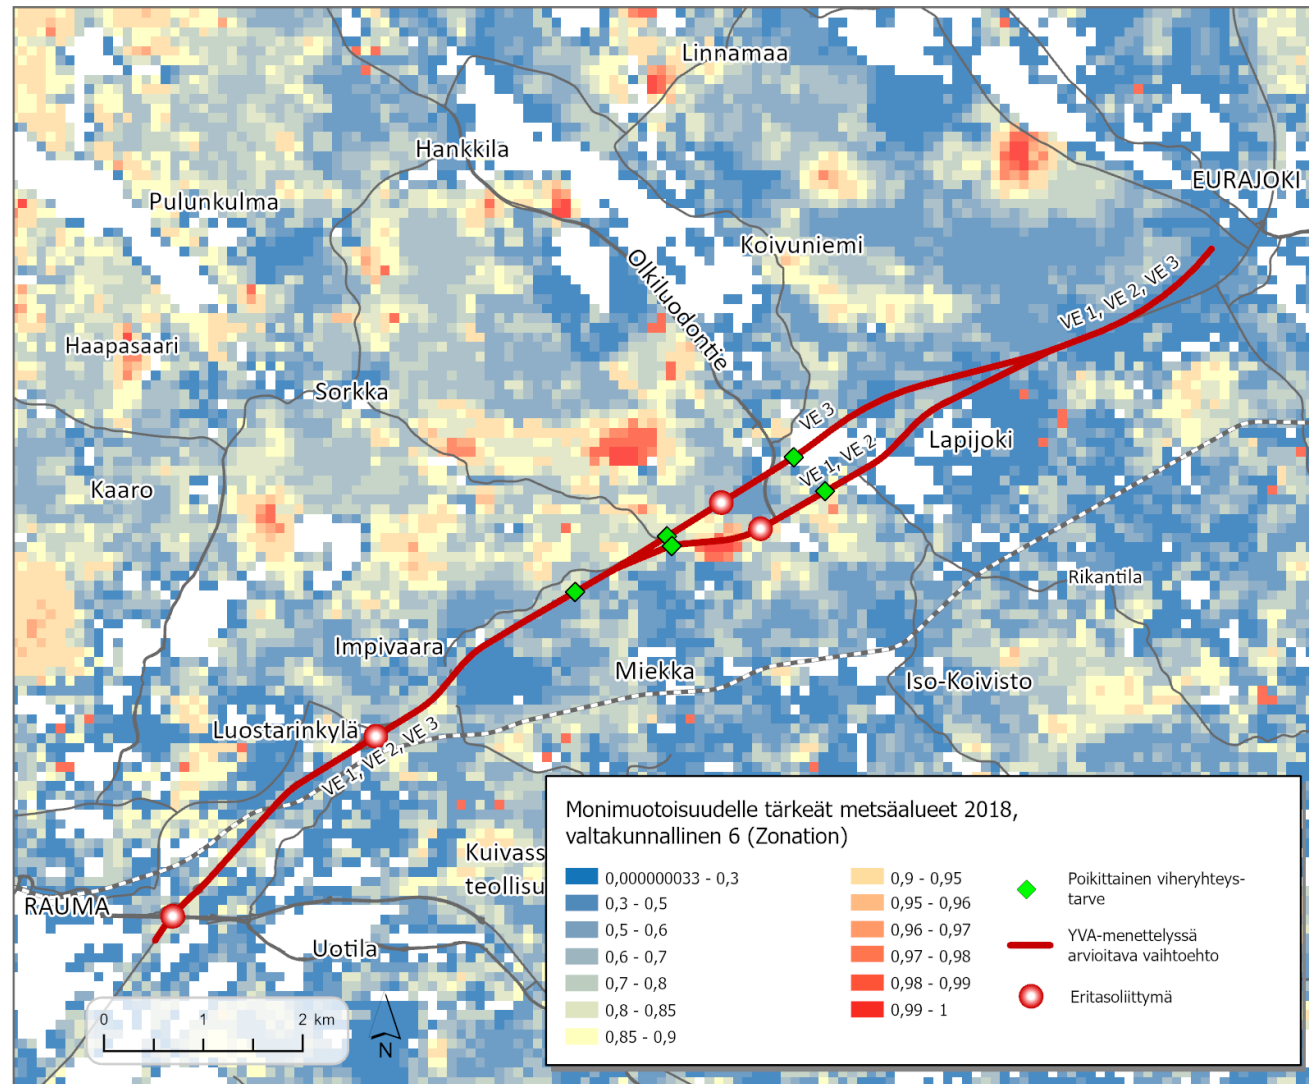 Linnamaa
Hankkila
EURAJOKI
Pulunkulma
Koivuniemi
Olkiluodontie
VE 1, VE 2, VE 3
Haapasaari
Sorkka
VE 3
Lapijoki
VE 1, VE 2
Kaaro
Rikantila
Impivaara
Miekka
Iso-Koivisto
Luostarinkylä
VE 1, VE 2, VE 3
Kuivass
teollisu
RAUMA
Uotila
0 1 2 km
N
Monimuotoisuudelle tärkeät metsäalueet 2018,
valtakunnallinen 6 (Zonation)
0,000000033 - 0,3
0,3 - 0,5
0,5 - 0,6
0,6 - 0,7
0,7 - 0,8
0,8 - 0,85
0,85 - 0,9
0,9 - 0,95
0,95 - 0,96
0,96 - 0,97
0,97 - 0,98
0,98 - 0,99
0,99 - 1
Poikittainen viheryhteys-
tarve
YVA-menettelyssä
arvioitava vaihtoehto
Eritasoliittymä